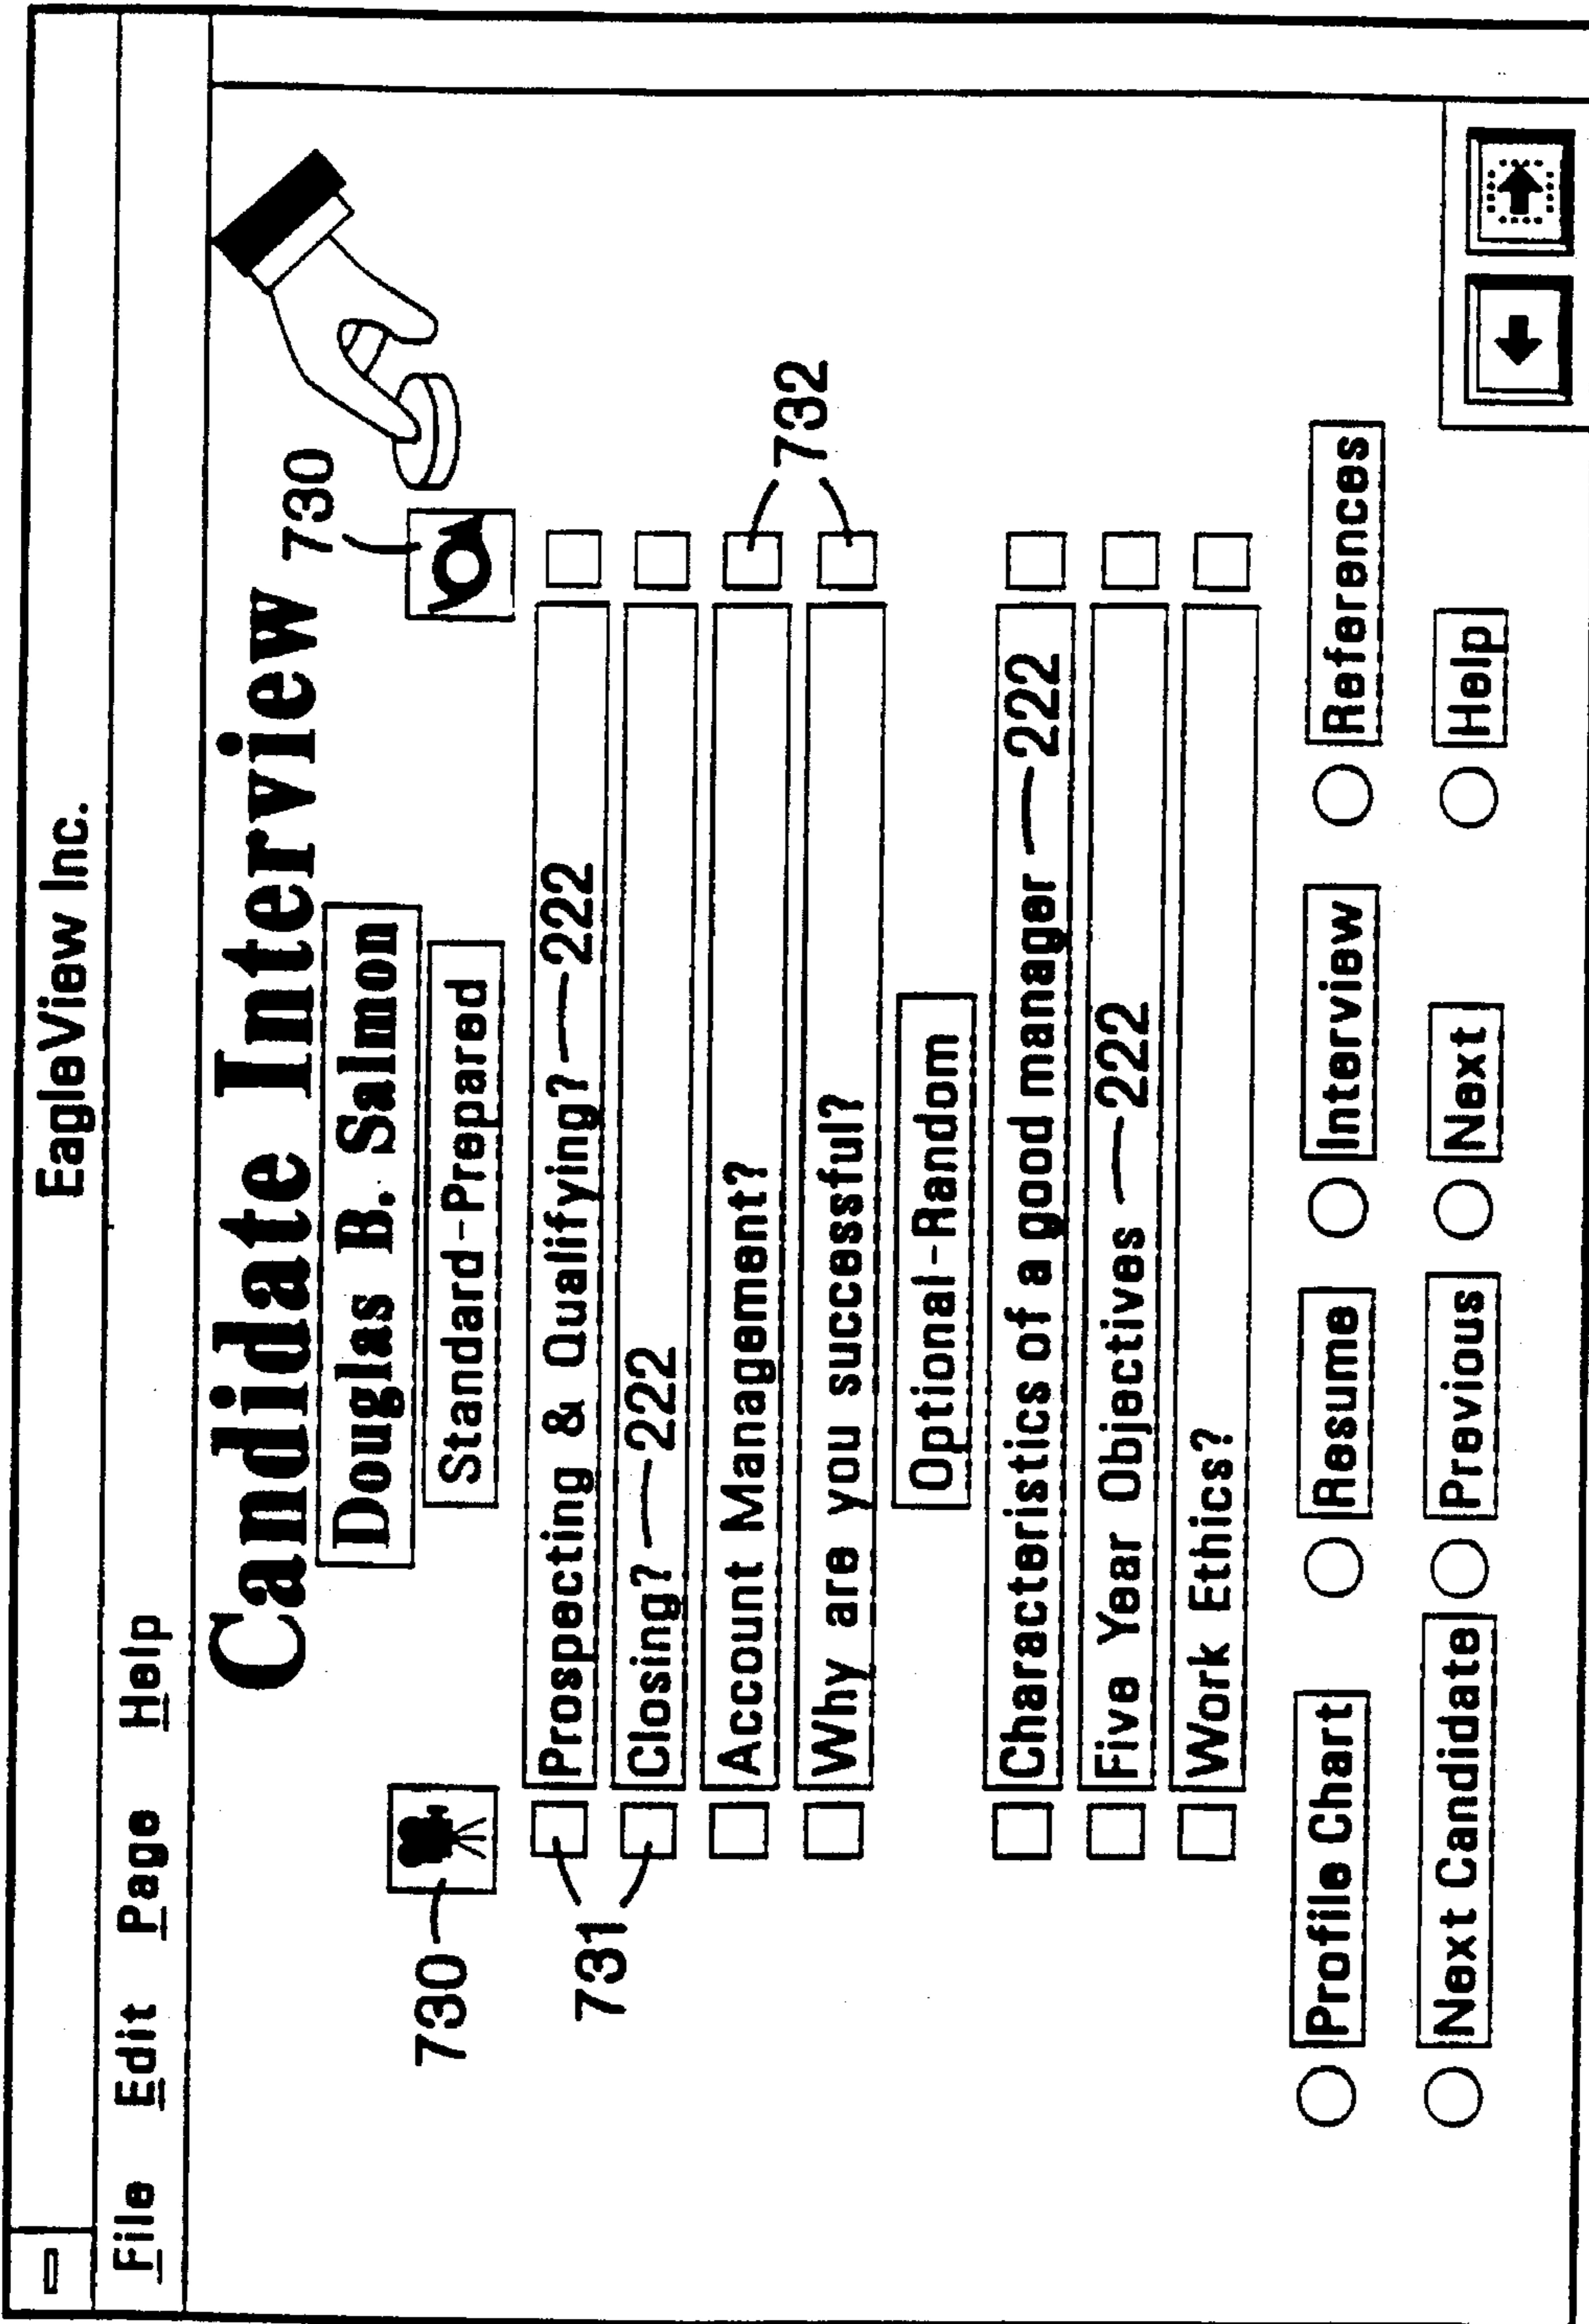 EagleView Inc.
File Edit Page Help
Candidate Interview
730
Douglas B. Salmon
730
Standard-Prepared
731
Prospecting & Qualifying? 222
Closing? 222
Account Management?
732
Why are you successful?
Optional-Random
Characteristics of a good manager 222
Five Year Objectives 222
Work Ethics?
Profile Chart Resume Interview References
Next Candidate Previous Next Help